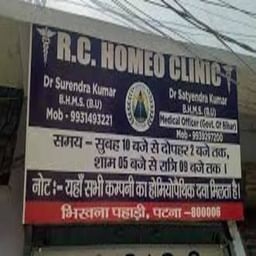 R.C. HOMEO CLINIC
Dr Surendra Kumar
B.H.M.S. (B.U)
Mob - 9931493221
Dr Satyendra Kumar
B.H.M.S. (B.U)
Medical Officer (Govt. Of Bihar)
Mob - 9939297200
समय – सुबह 10 बजे से दोपहर 2 बजे तक,
शाम 05 बजे से रात्रि 09 बजे तक ।
नोट :- यहाँ सभी कम्पनी का होमियोपैथिक दवा मिलता है।
भिखना पहाड़ी, पटना -800006